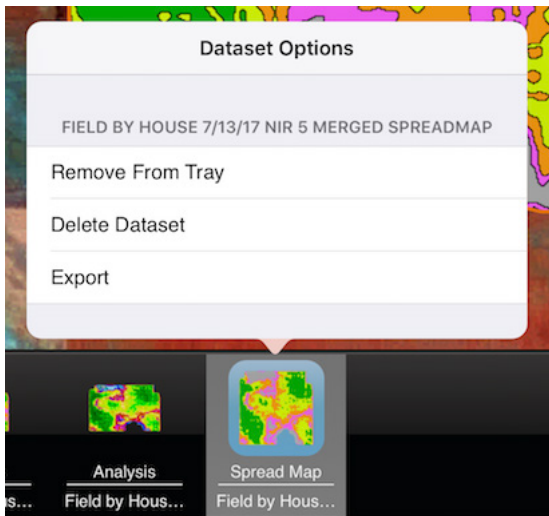 Dataset Options
FIELD BY HOUSE 7/13/17 NIR 5 MERGED SPREADMAP
Remove From Tray
Delete Dataset
Export
Analysis
Spread Map
us...
Field by Hous...
Field by Hous...